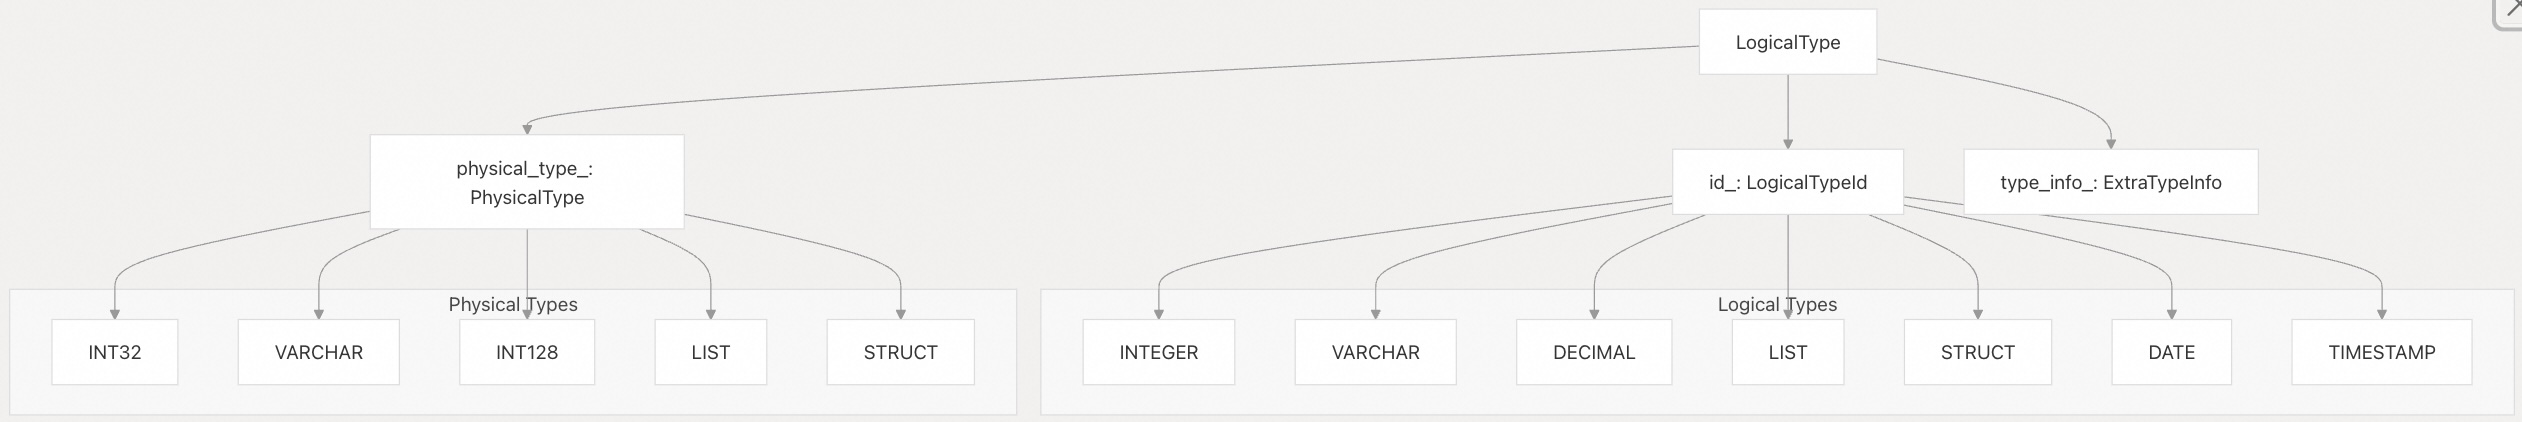 LogicalType
physical_type_:
PhysicalType
id_: LogicalTypeId
type_info_: ExtraTypeInfo
Physical Types
Logical Types
INT32
VARCHAR
INT128
LIST
STRUCT
INTEGER
VARCHAR
DECIMAL
LIST
STRUCT
DATE
TIMESTAMP